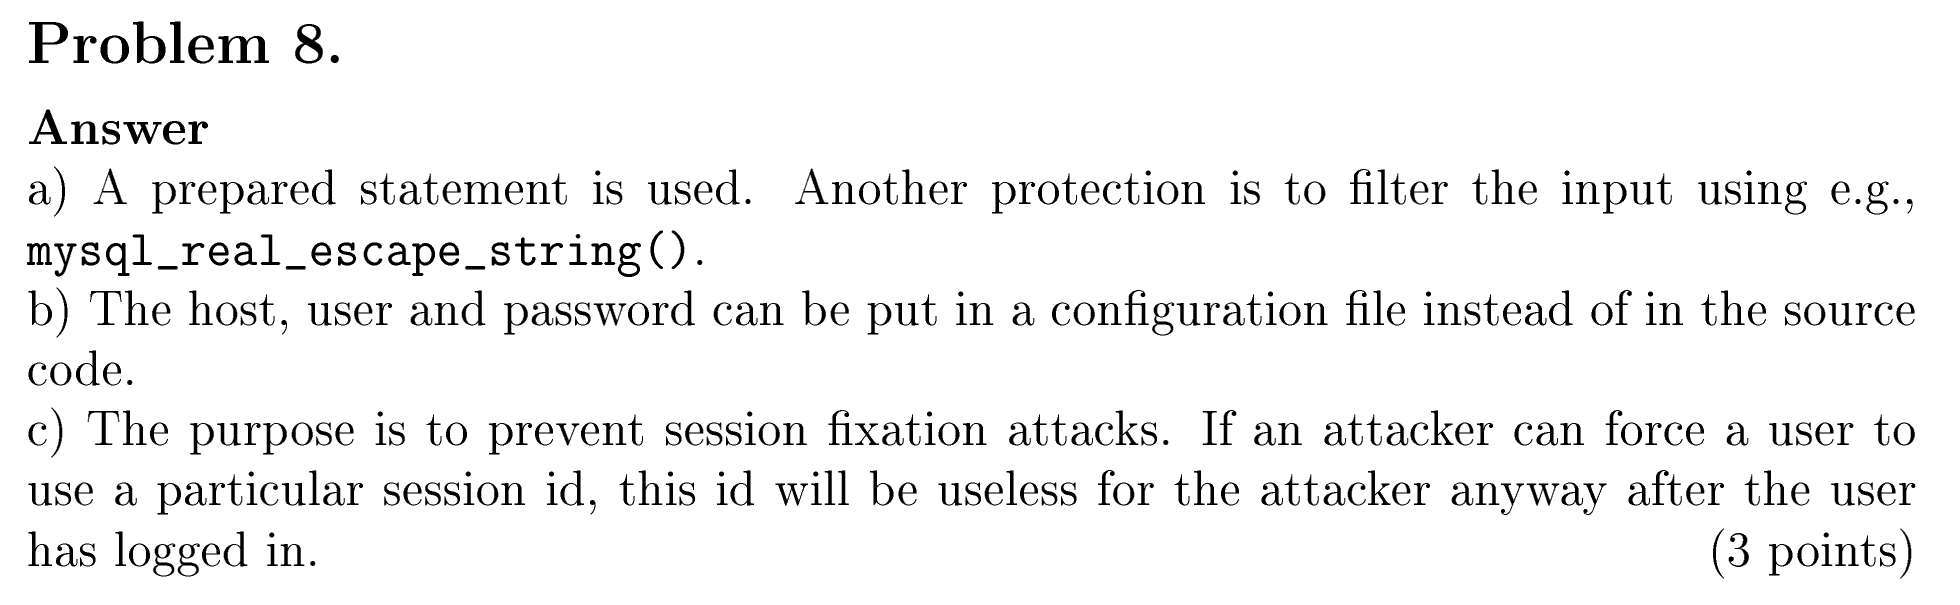 Problem 8.
Answer
a) A prepared statement is used. Another protection is to filter the input using e.g.,
mysql_real_escape_string().
b) The host, user and password can be put in a configuration file instead of in the source
code.
c) The purpose is to prevent session fixation attacks. If an attacker can force a user to
use a particular session id, this id will be useless for the attacker anyway after the user
has logged in. (3 points)